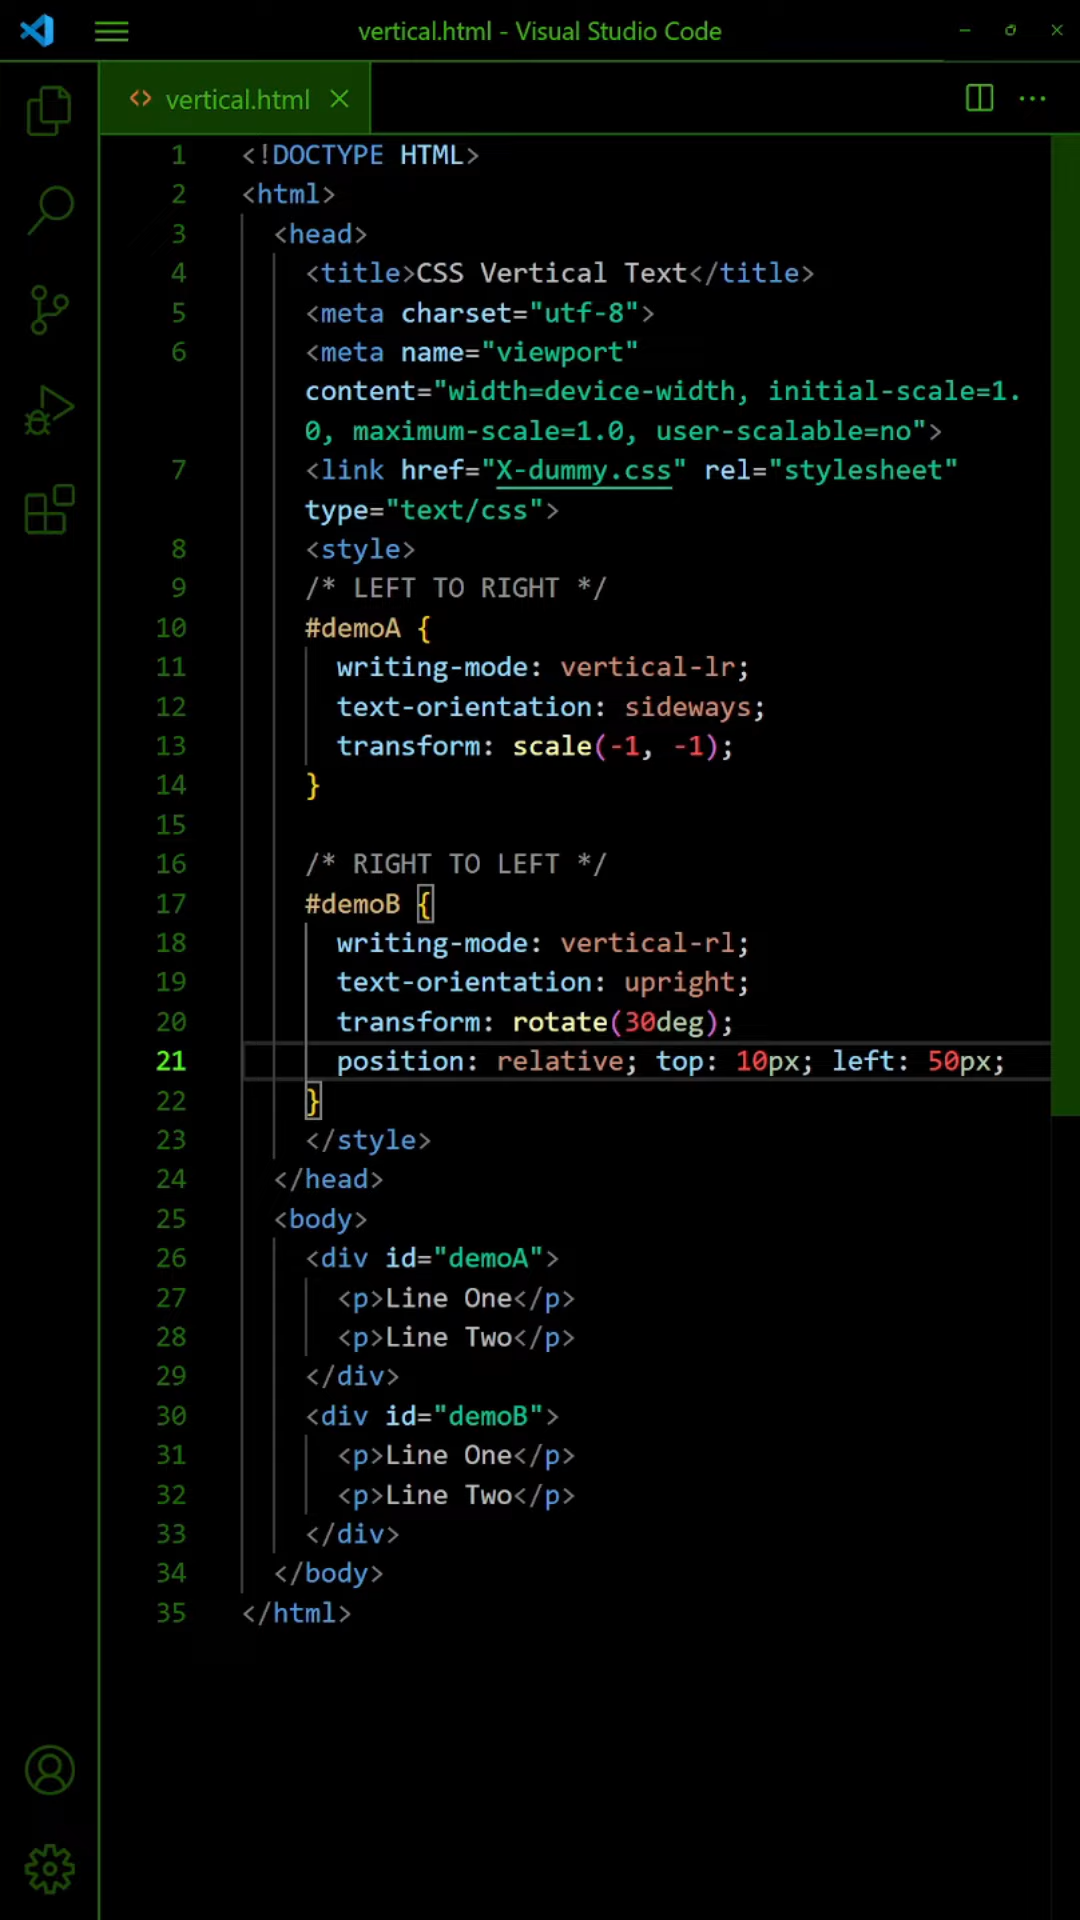 vertical.html - Visual Studio Code
vertical.html
1 <!DOCTYPE HTML>
2 <html>
3 <head>
4 <title>CSS Vertical Text</title>
5 <meta charset="utf-8">
6 <meta name="viewport"
content="width=device-width, initial-scale=1.
0, maximum-scale=1.0, user-scalable=no">
7 <link href="X-dummy.css" rel="stylesheet"
type="text/css">
8 <style>
9 /* LEFT TO RIGHT */
10 #demoA {
11 writing-mode: vertical-lr;
12 text-orientation: sideways;
13 transform: scale(-1, -1);
14 }
15
16 /* RIGHT TO LEFT */
17 #demoB {
18 writing-mode: vertical-rl;
19 text-orientation: upright;
20 transform: rotate(30deg);
21 position: relative; top: 10px; left: 50px;
22 }
23 </style>
24 </head>
25 <body>
26 <div id="demoA">
27 <p>Line One</p>
28 <p>Line Two</p>
29 </div>
30 <div id="demoB">
31 <p>Line One</p>
32 <p>Line Two</p>
33 </div>
34 </body>
35 </html>